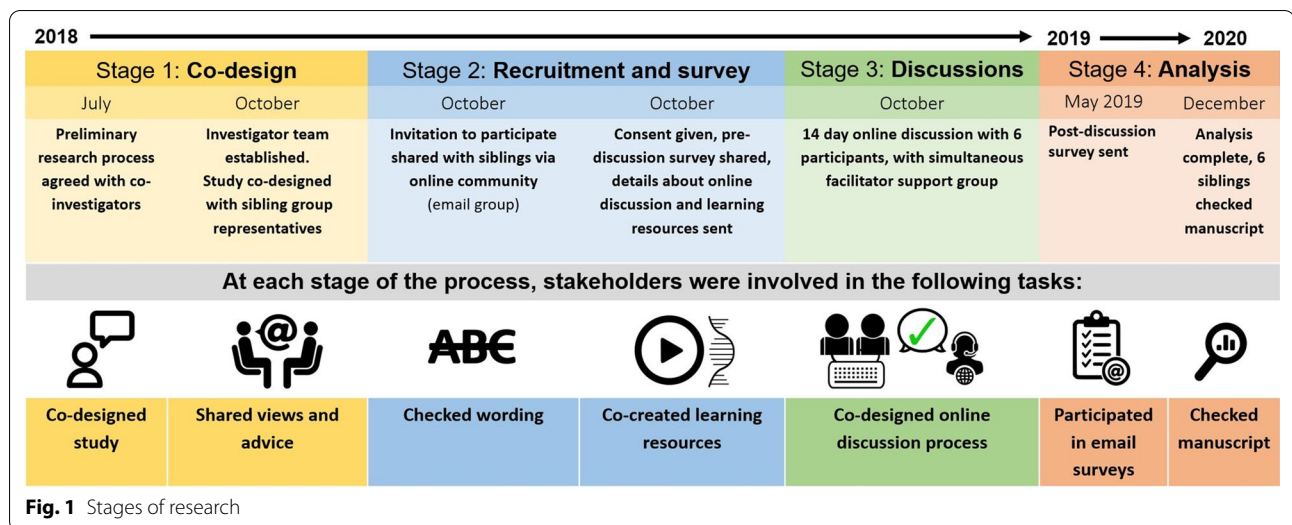 2018 2019 2020
Stage 1: Co-design
Stage 2: Recruitment and survey
Stage 3: Discussions
Stage 4: Analysis
July
October
October
October
October
May 2019
December
Preliminary
research process
agreed with co-
investigators
Investigator team
established.
Study co-designed
with sibling group
representatives
Invitation to participate
shared with siblings via
online community
(email group)
Consent given, pre-
discussion survey shared,
details about online
discussion and learning
resources sent
14 day online discussion with 6
participants, with simultaneous
facilitator support group
Post-discussion
survey sent
Analysis
complete, 6
siblings
checked
manuscript
At each stage of the process, stakeholders were involved in the following tasks:
@
ABC
@
Co-designed
study
Shared views and
advice
Checked wording
Co-created learning
resources
Co-designed online
discussion process
Participated
in email
surveys
Checked
manuscript
Fig. 1 Stages of research